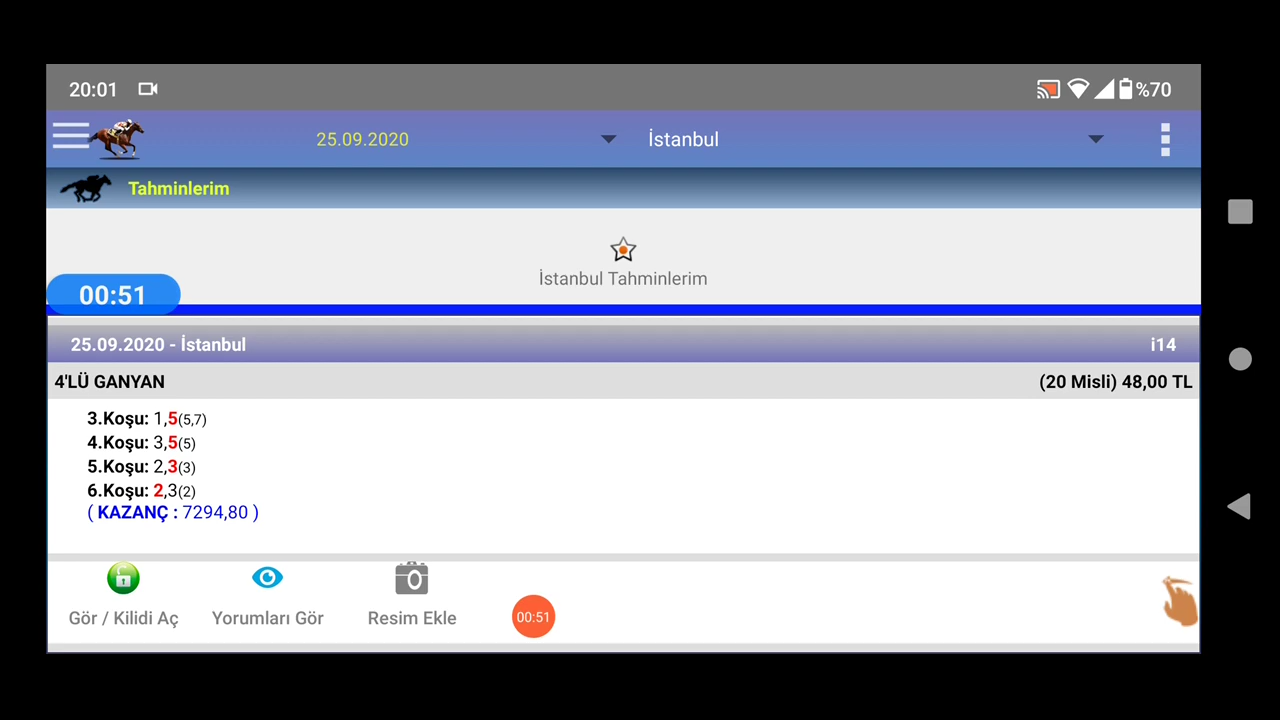 20:01 %70
25.09.2020 İstanbul
Tahminlerim
İstanbul Tahminlerim
00:51
25.09.2020 - İstanbul i14
4'LÜ GANYAN (20 Misli) 48,00 TL
3.Koşu: 1,5(5,7)
4.Koşu: 3,5(5)
5.Koşu: 2,3(3)
6.Koşu: 2,3(2)
( KAZANÇ : 7294,80 )
Gör / Kilidi Aç Yorumları Gör Resim Ekle 00:51